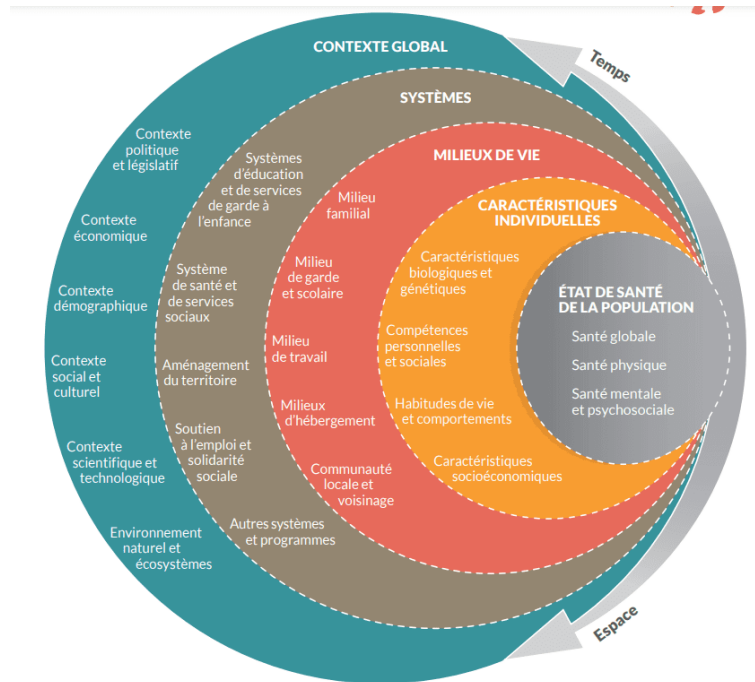 CONTEXTE GLOBAL
Temps
SYSTÈMES
MILIEUX DE VIE
CARACTÉRISTIQUES
INDIVIDUELLES
ÉTAT DE SANTÉ
DE LA POPULATION
Santé globale
Santé physique
Santé mentale
et psychosociale
Contexte
politique
et législatif
Contexte
économique
Contexte
démographique
Contexte
social et
culturel
Contexte
scientifique et
technologique
Environnement
naturel et
écosystèmes
Systèmes
d'éducation
et de services
de garde à
l'enfance
Système
de santé et
de services
sociaux
Aménagement
du territoire
Soutien
à l'emploi et
solidarité
sociale
Autres systèmes
et programmes
Milieu
familial
Milieu
de garde
et scolaire
Milieu
de travail
Milieux
d'hébergement
Communauté
locale et
voisinage
Caractéristiques
biologiques et
génétiques
Compétences
personnelles
et sociales
Habitudes de vie
et comportements
Caractéristiques
socioéconomiques
Espace